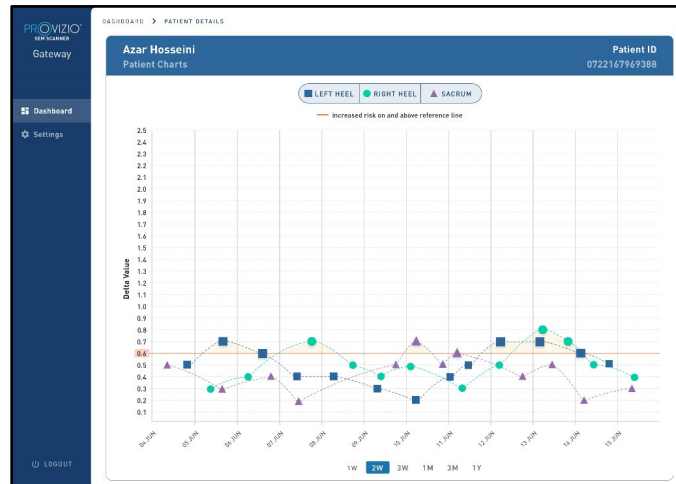 PROVIZIO®
SEM SCANNER
Gateway
Dashboard
Settings
LOGOUT
DASHBOARD > PATIENT DETAILS
Azar Hosseini
Patient Charts
Patient ID
0722167969388
LEFT HEEL RIGHT HEEL SACRUM
increased risk on and above reference line
Delta Value
2.5
2.4
2.3
2.2
2.1
2.0
1.9
1.8
1.7
1.6
1.5
1.4
1.3
1.2
1.1
1.0
0.9
0.8
0.7
0.6
0.5
0.4
0.3
0.2
0.1
04 JUN 05 JUN 06 JUN 07 JUN 08 JUN 09 JUN 10 JUN 11 JUN 12 JUN 13 JUN 14 JUN 15 JUN
1W 2W 3W 1M 3M 1Y